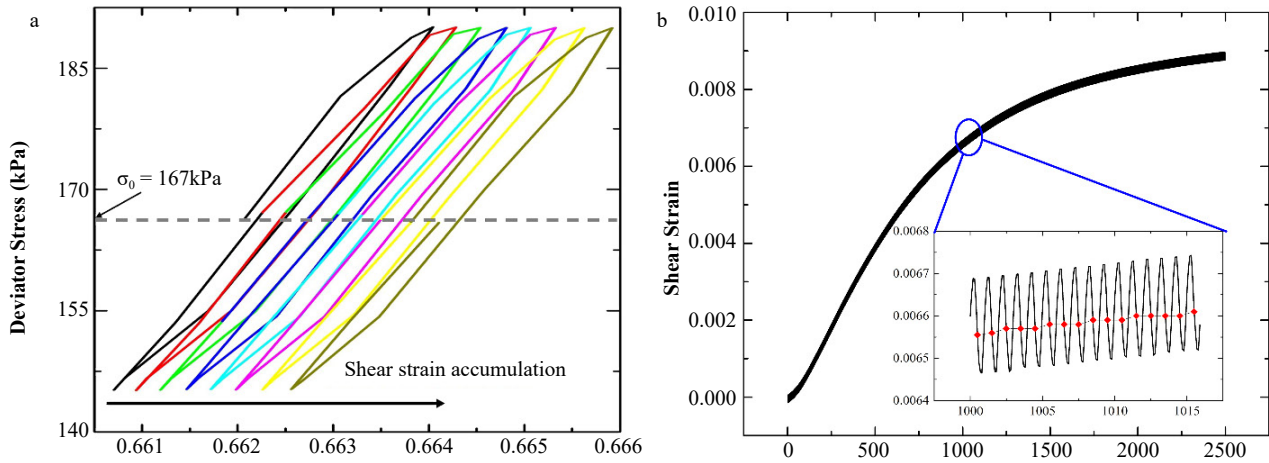 a
Deviator Stress (kPa)
185
170
155
140
σ₀ = 167kPa
Shear strain accumulation
0.661 0.662 0.663 0.664 0.665 0.666
b
Shear Strain
0.010
0.008
0.006
0.004
0.002
0.000
0 500 1000 1500 2000 2500
0.0068
0.0067
0.0066
0.0065
0.0064
1000 1005 1010 1015